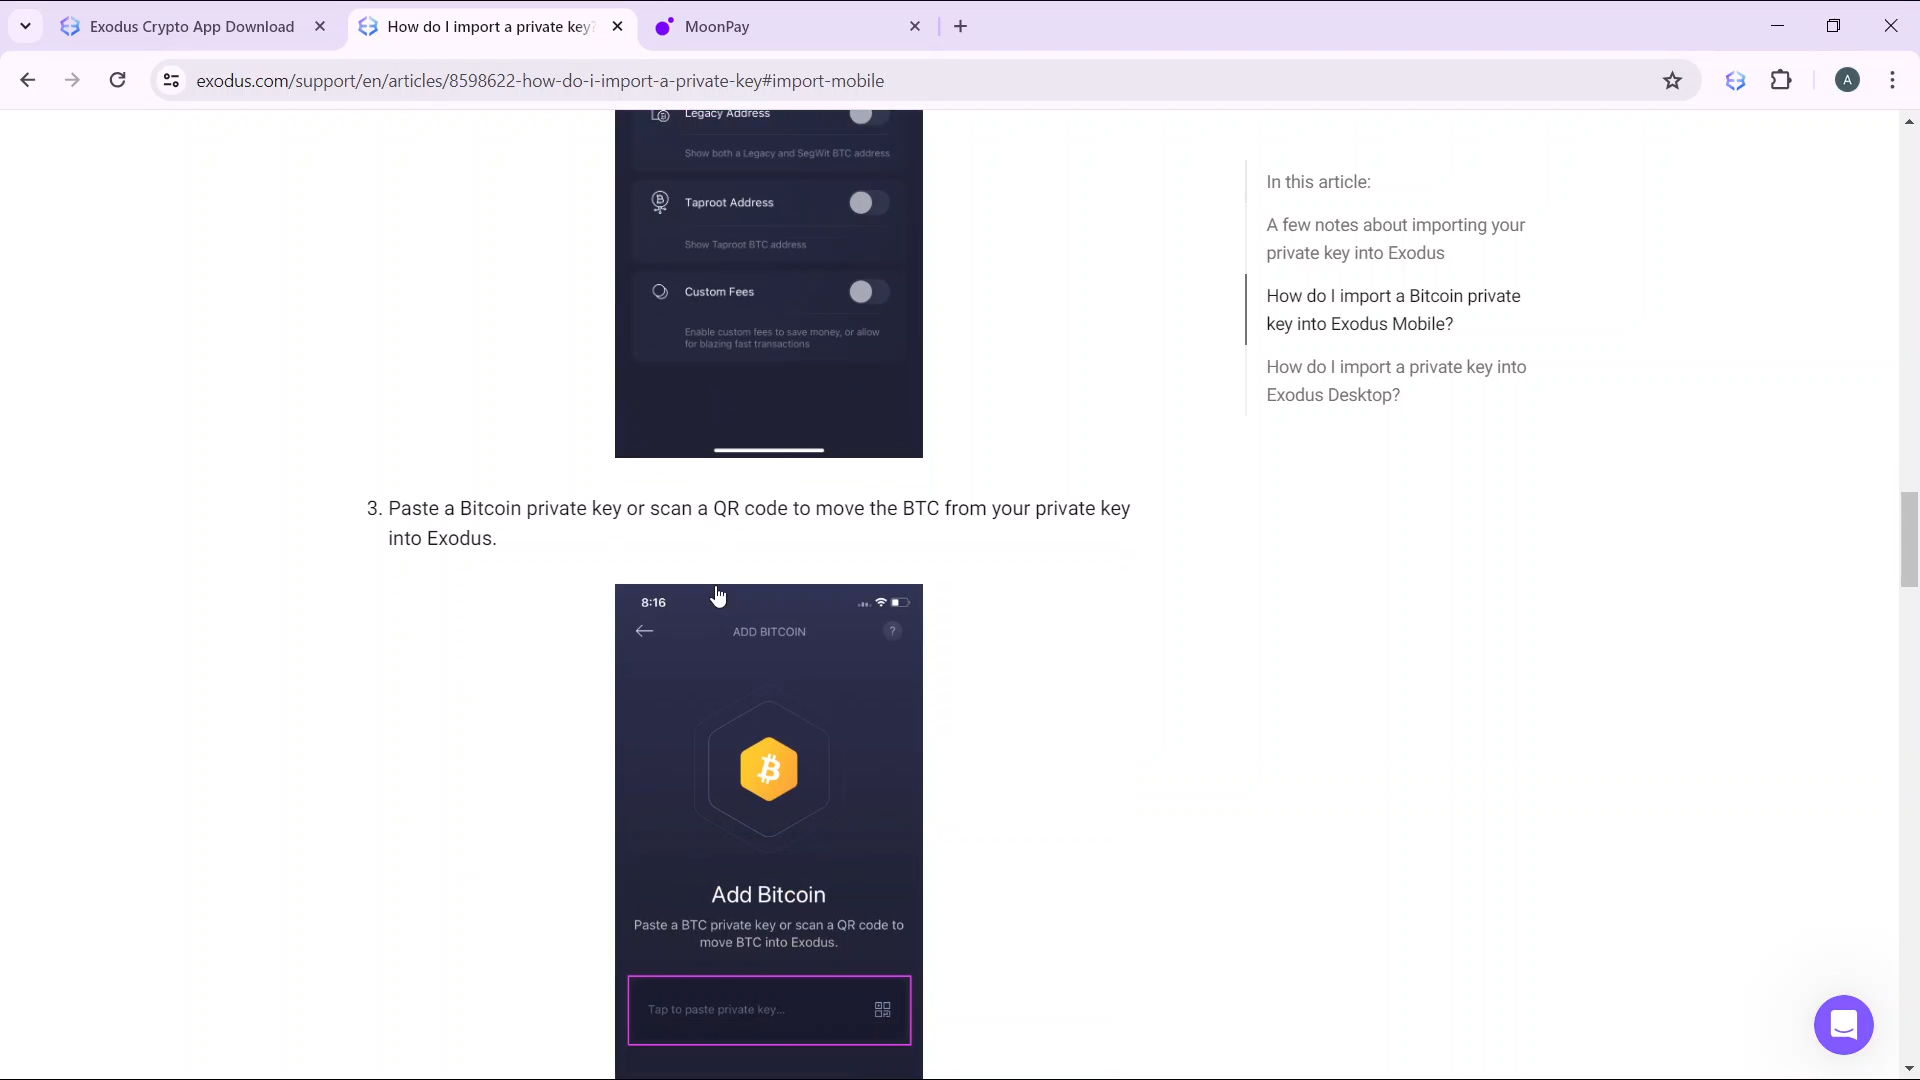 Exodus Crypto App Download
How do I import a private key?
MoonPay
exodus.com/support/en/articles/8598622-how-do-i-import-a-private-key#import-mobile
A
Legacy Address
Show both a Legacy and SegWit BTC address
Taproot Address
Show Taproot BTC address
Custom Fees
Enable custom fees to save money, or allow
for blazing fast transactions
In this article:
A few notes about importing your
private key into Exodus
How do I import a Bitcoin private
key into Exodus Mobile?
How do I import a private key into
Exodus Desktop?
3. Paste a Bitcoin private key or scan a QR code to move the BTC from your private key
into Exodus.
8:16
ADD BITCOIN
?
Add Bitcoin
Paste a BTC private key or scan a QR code to
move BTC into Exodus.
Tap to paste private key...